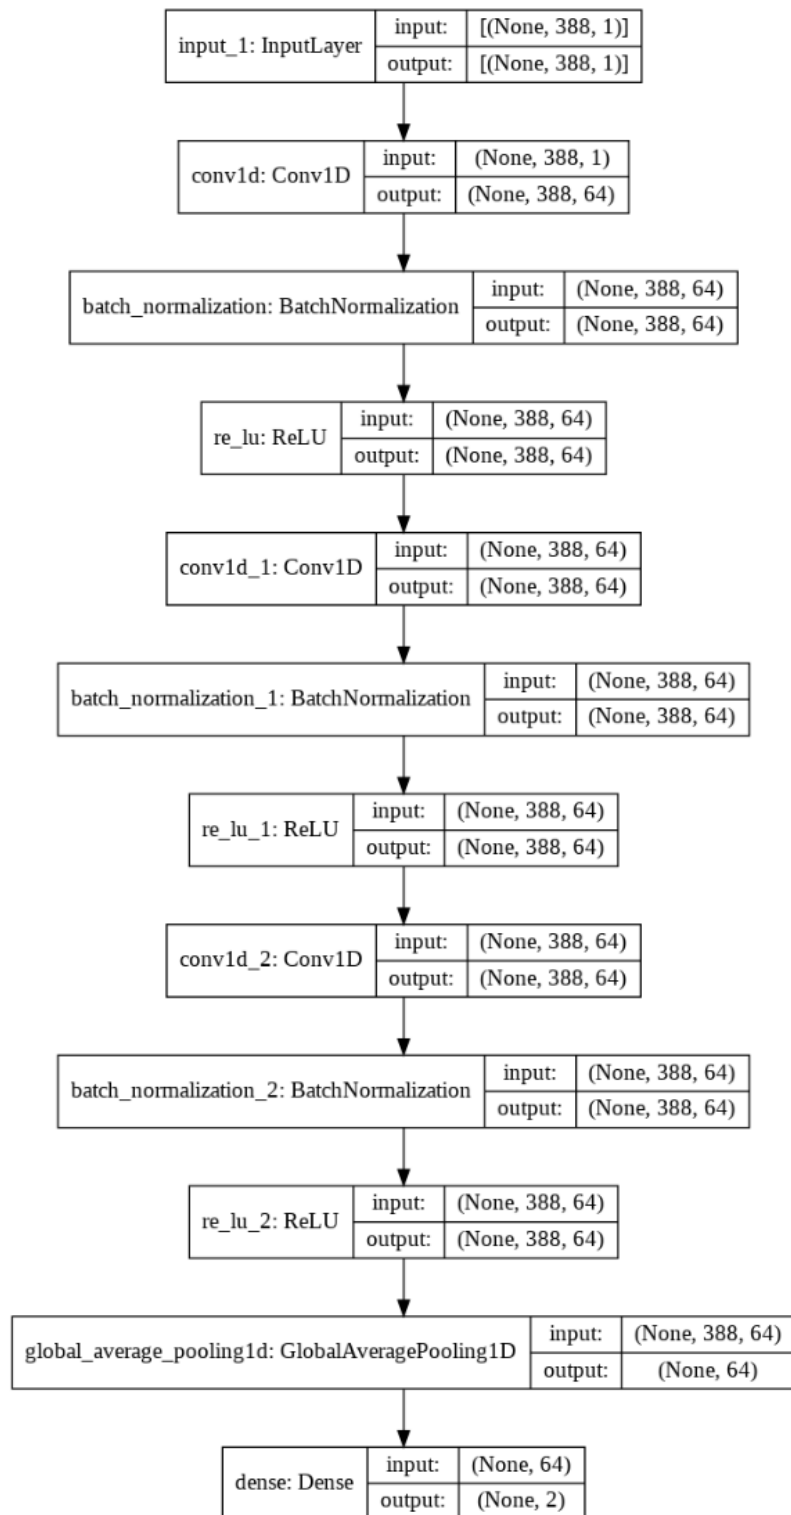 input_1: InputLayer
input: [(None, 388, 1)]
output: [(None, 388, 1)]
conv1d: Conv1D
input: (None, 388, 1)
output: (None, 388, 64)
batch_normalization: BatchNormalization
input: (None, 388, 64)
output: (None, 388, 64)
re_lu: ReLU
input: (None, 388, 64)
output: (None, 388, 64)
conv1d_1: Conv1D
input: (None, 388, 64)
output: (None, 388, 64)
batch_normalization_1: BatchNormalization
input: (None, 388, 64)
output: (None, 388, 64)
re_lu_1: ReLU
input: (None, 388, 64)
output: (None, 388, 64)
conv1d_2: Conv1D
input: (None, 388, 64)
output: (None, 388, 64)
batch_normalization_2: BatchNormalization
input: (None, 388, 64)
output: (None, 388, 64)
re_lu_2: ReLU
input: (None, 388, 64)
output: (None, 388, 64)
global_average_pooling1d: GlobalAveragePooling1D
input: (None, 388, 64)
output: (None, 64)
dense: Dense
input: (None, 64)
output: (None, 2)